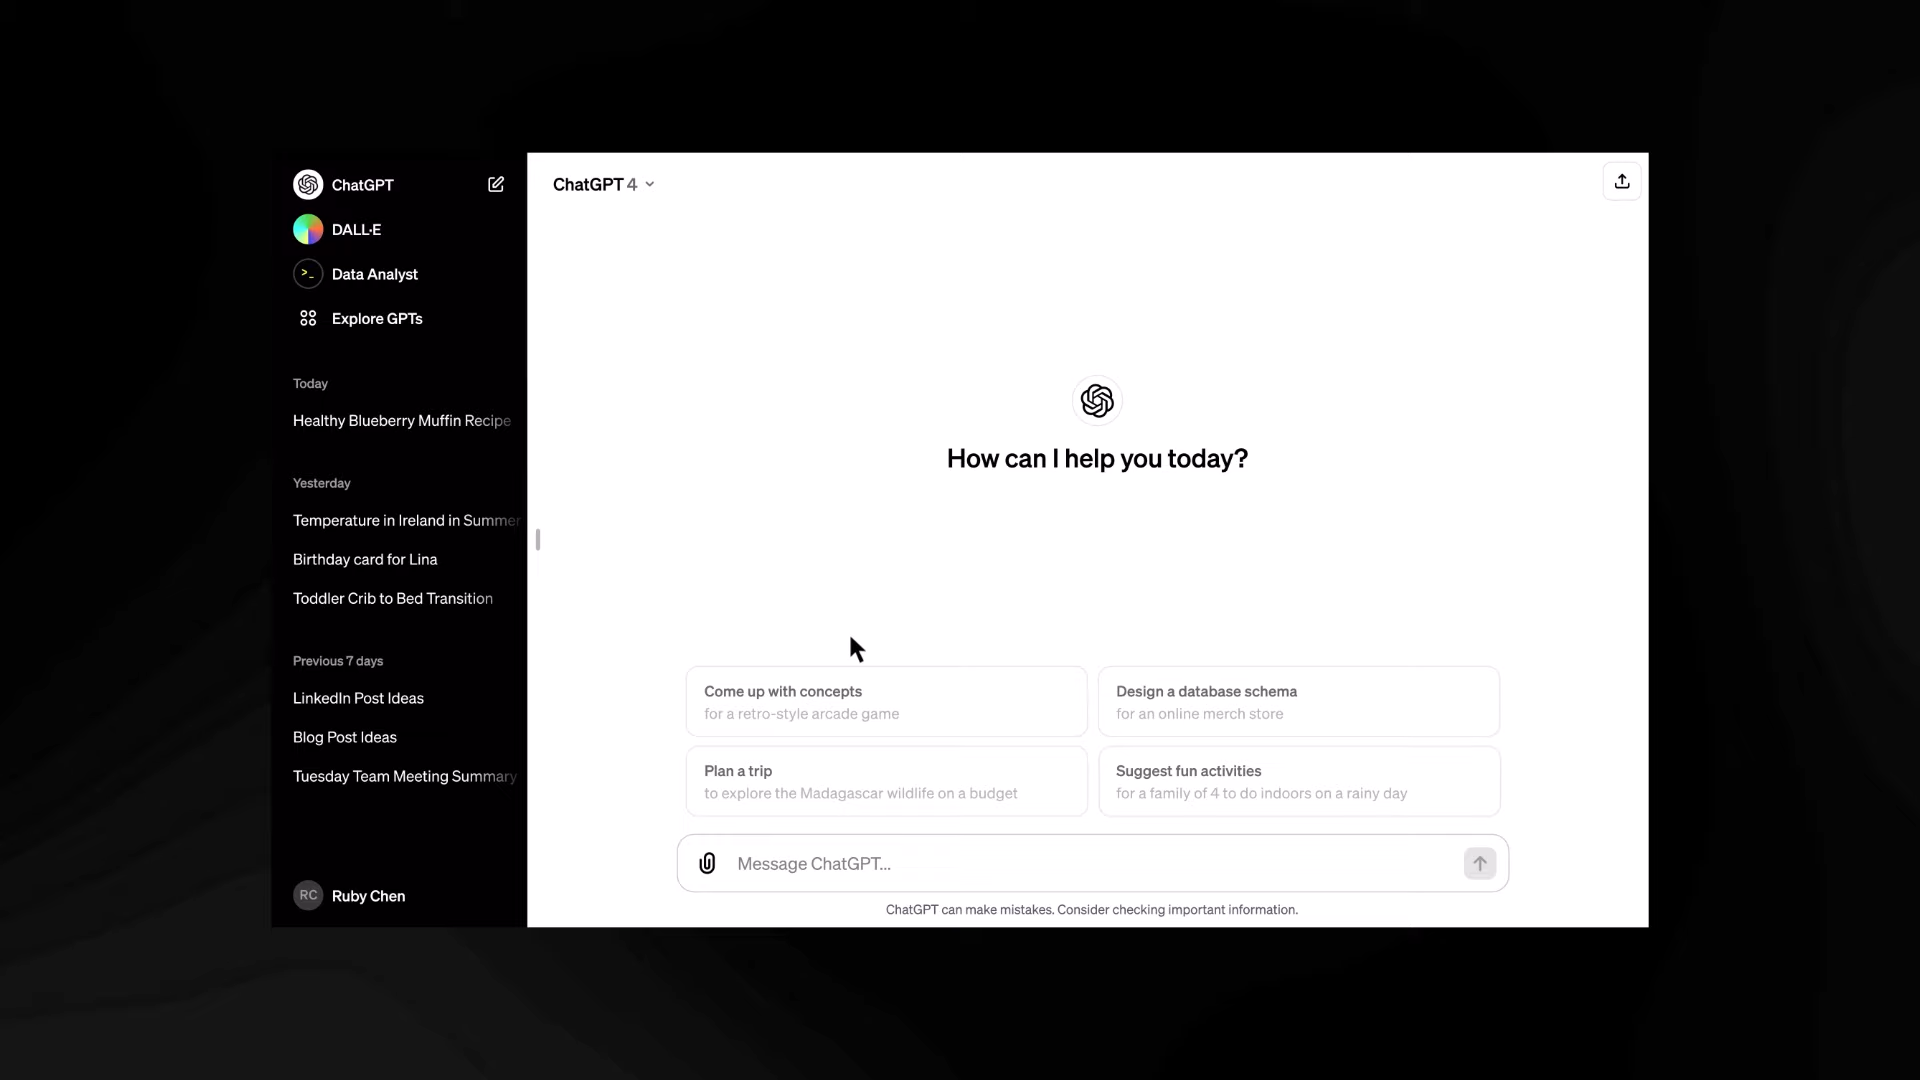 ChatGPT
DALL·E
>_
Data Analyst
Explore GPTs
Today
Healthy Blueberry Muffin Recipe
Yesterday
Temperature in Ireland in Summer
Birthday card for Lina
Toddler Crib to Bed Transition
Previous 7 days
LinkedIn Post Ideas
Blog Post Ideas
Tuesday Team Meeting Summary
RC
Ruby Chen
ChatGPT 4
How can I help you today?
Come up with concepts
for a retro-style arcade game
Design a database schema
for an online merch store
Plan a trip
to explore the Madagascar wildlife on a budget
Suggest fun activities
for a family of 4 to do indoors on a rainy day
Message ChatGPT...
ChatGPT can make mistakes. Consider checking important information.